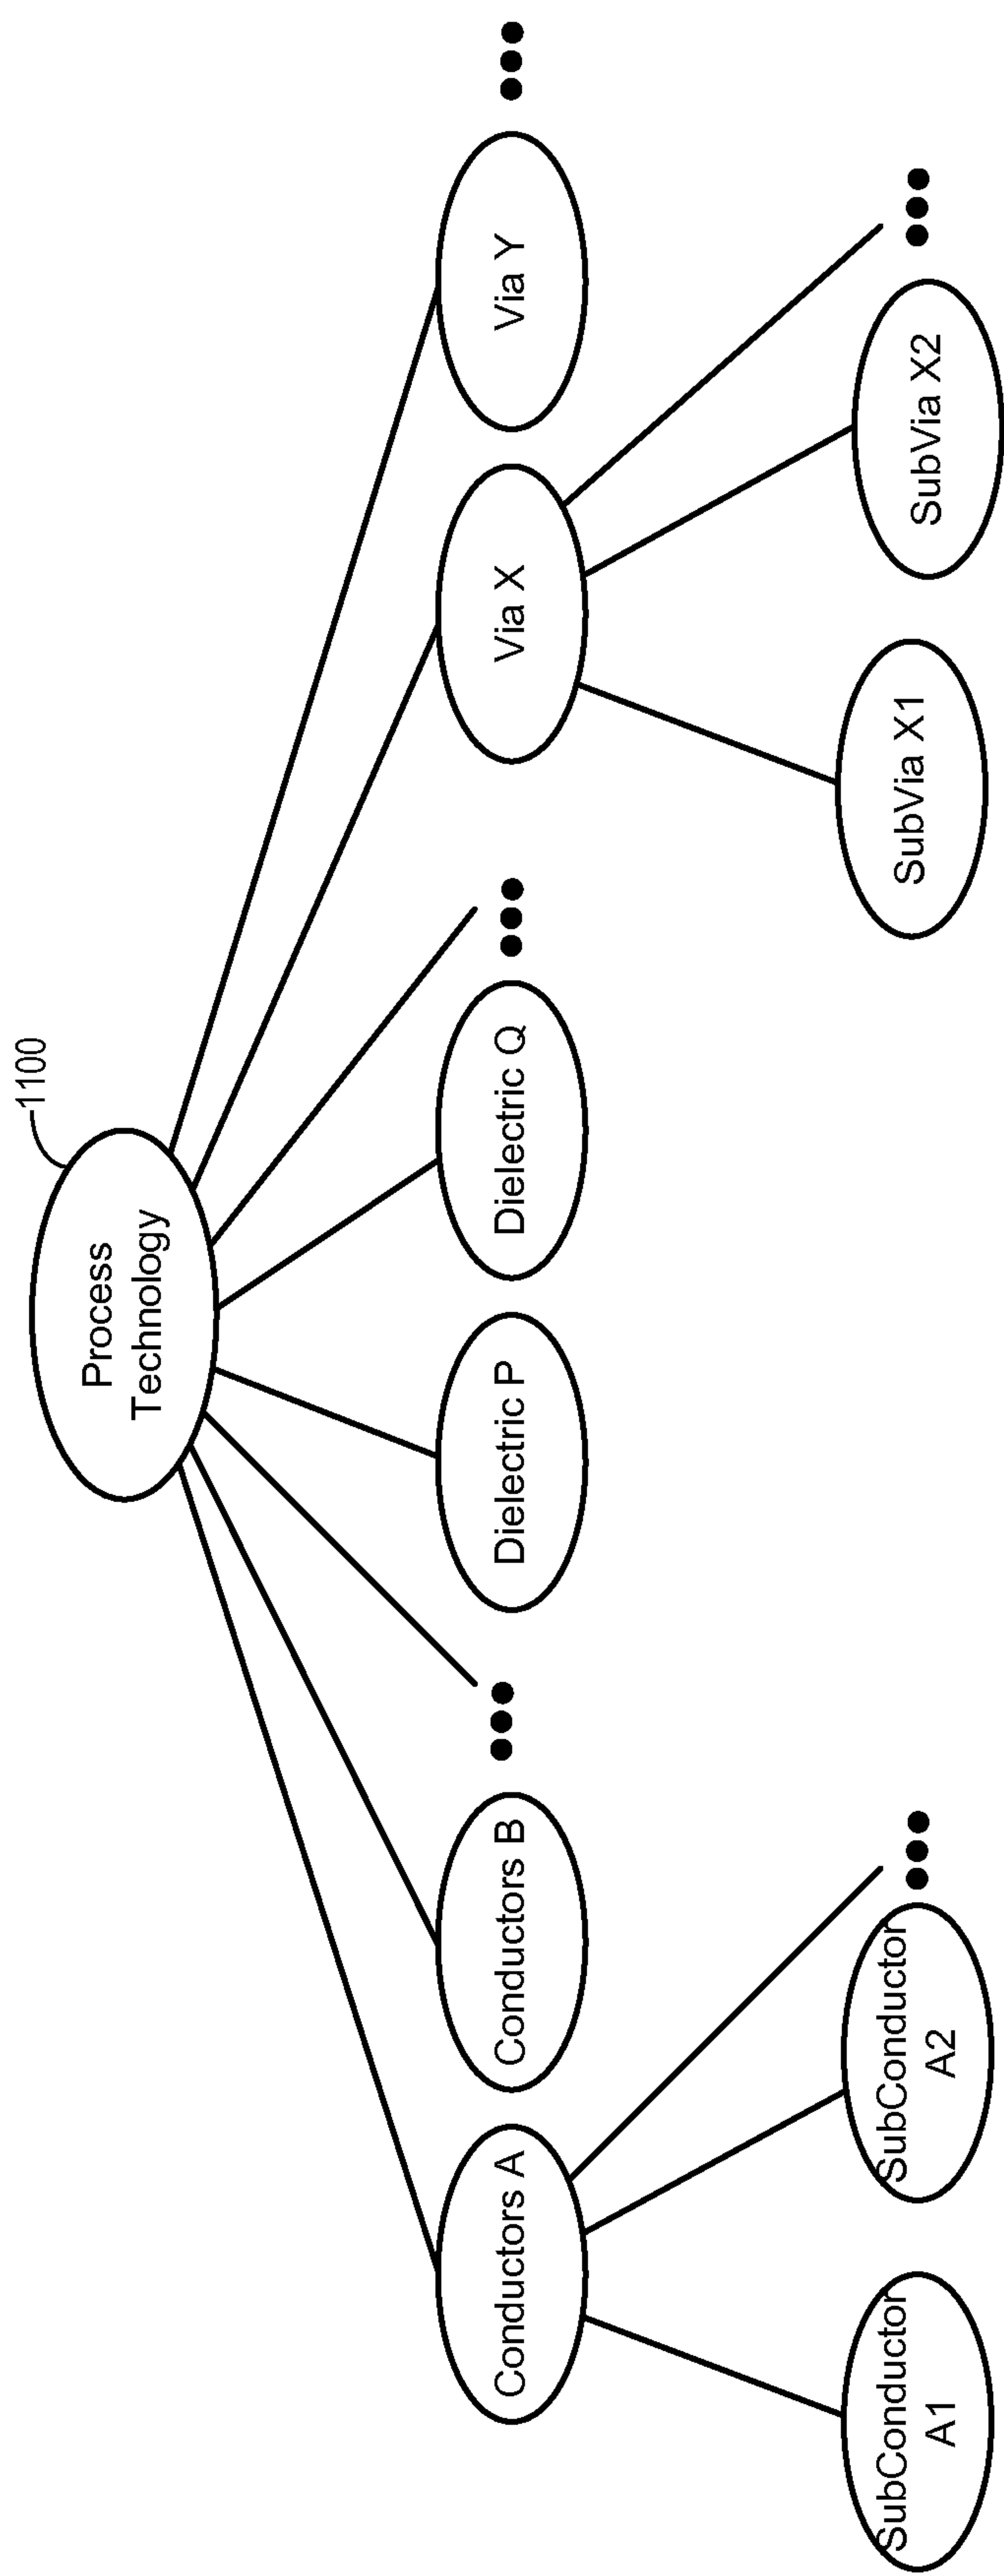 1100
Process
Technology
Conductors A
Conductors B
Dielectric P
Dielectric Q
Via X
Via Y
SubConductor
A1
SubConductor
A2
SubVia X1
SubVia X2